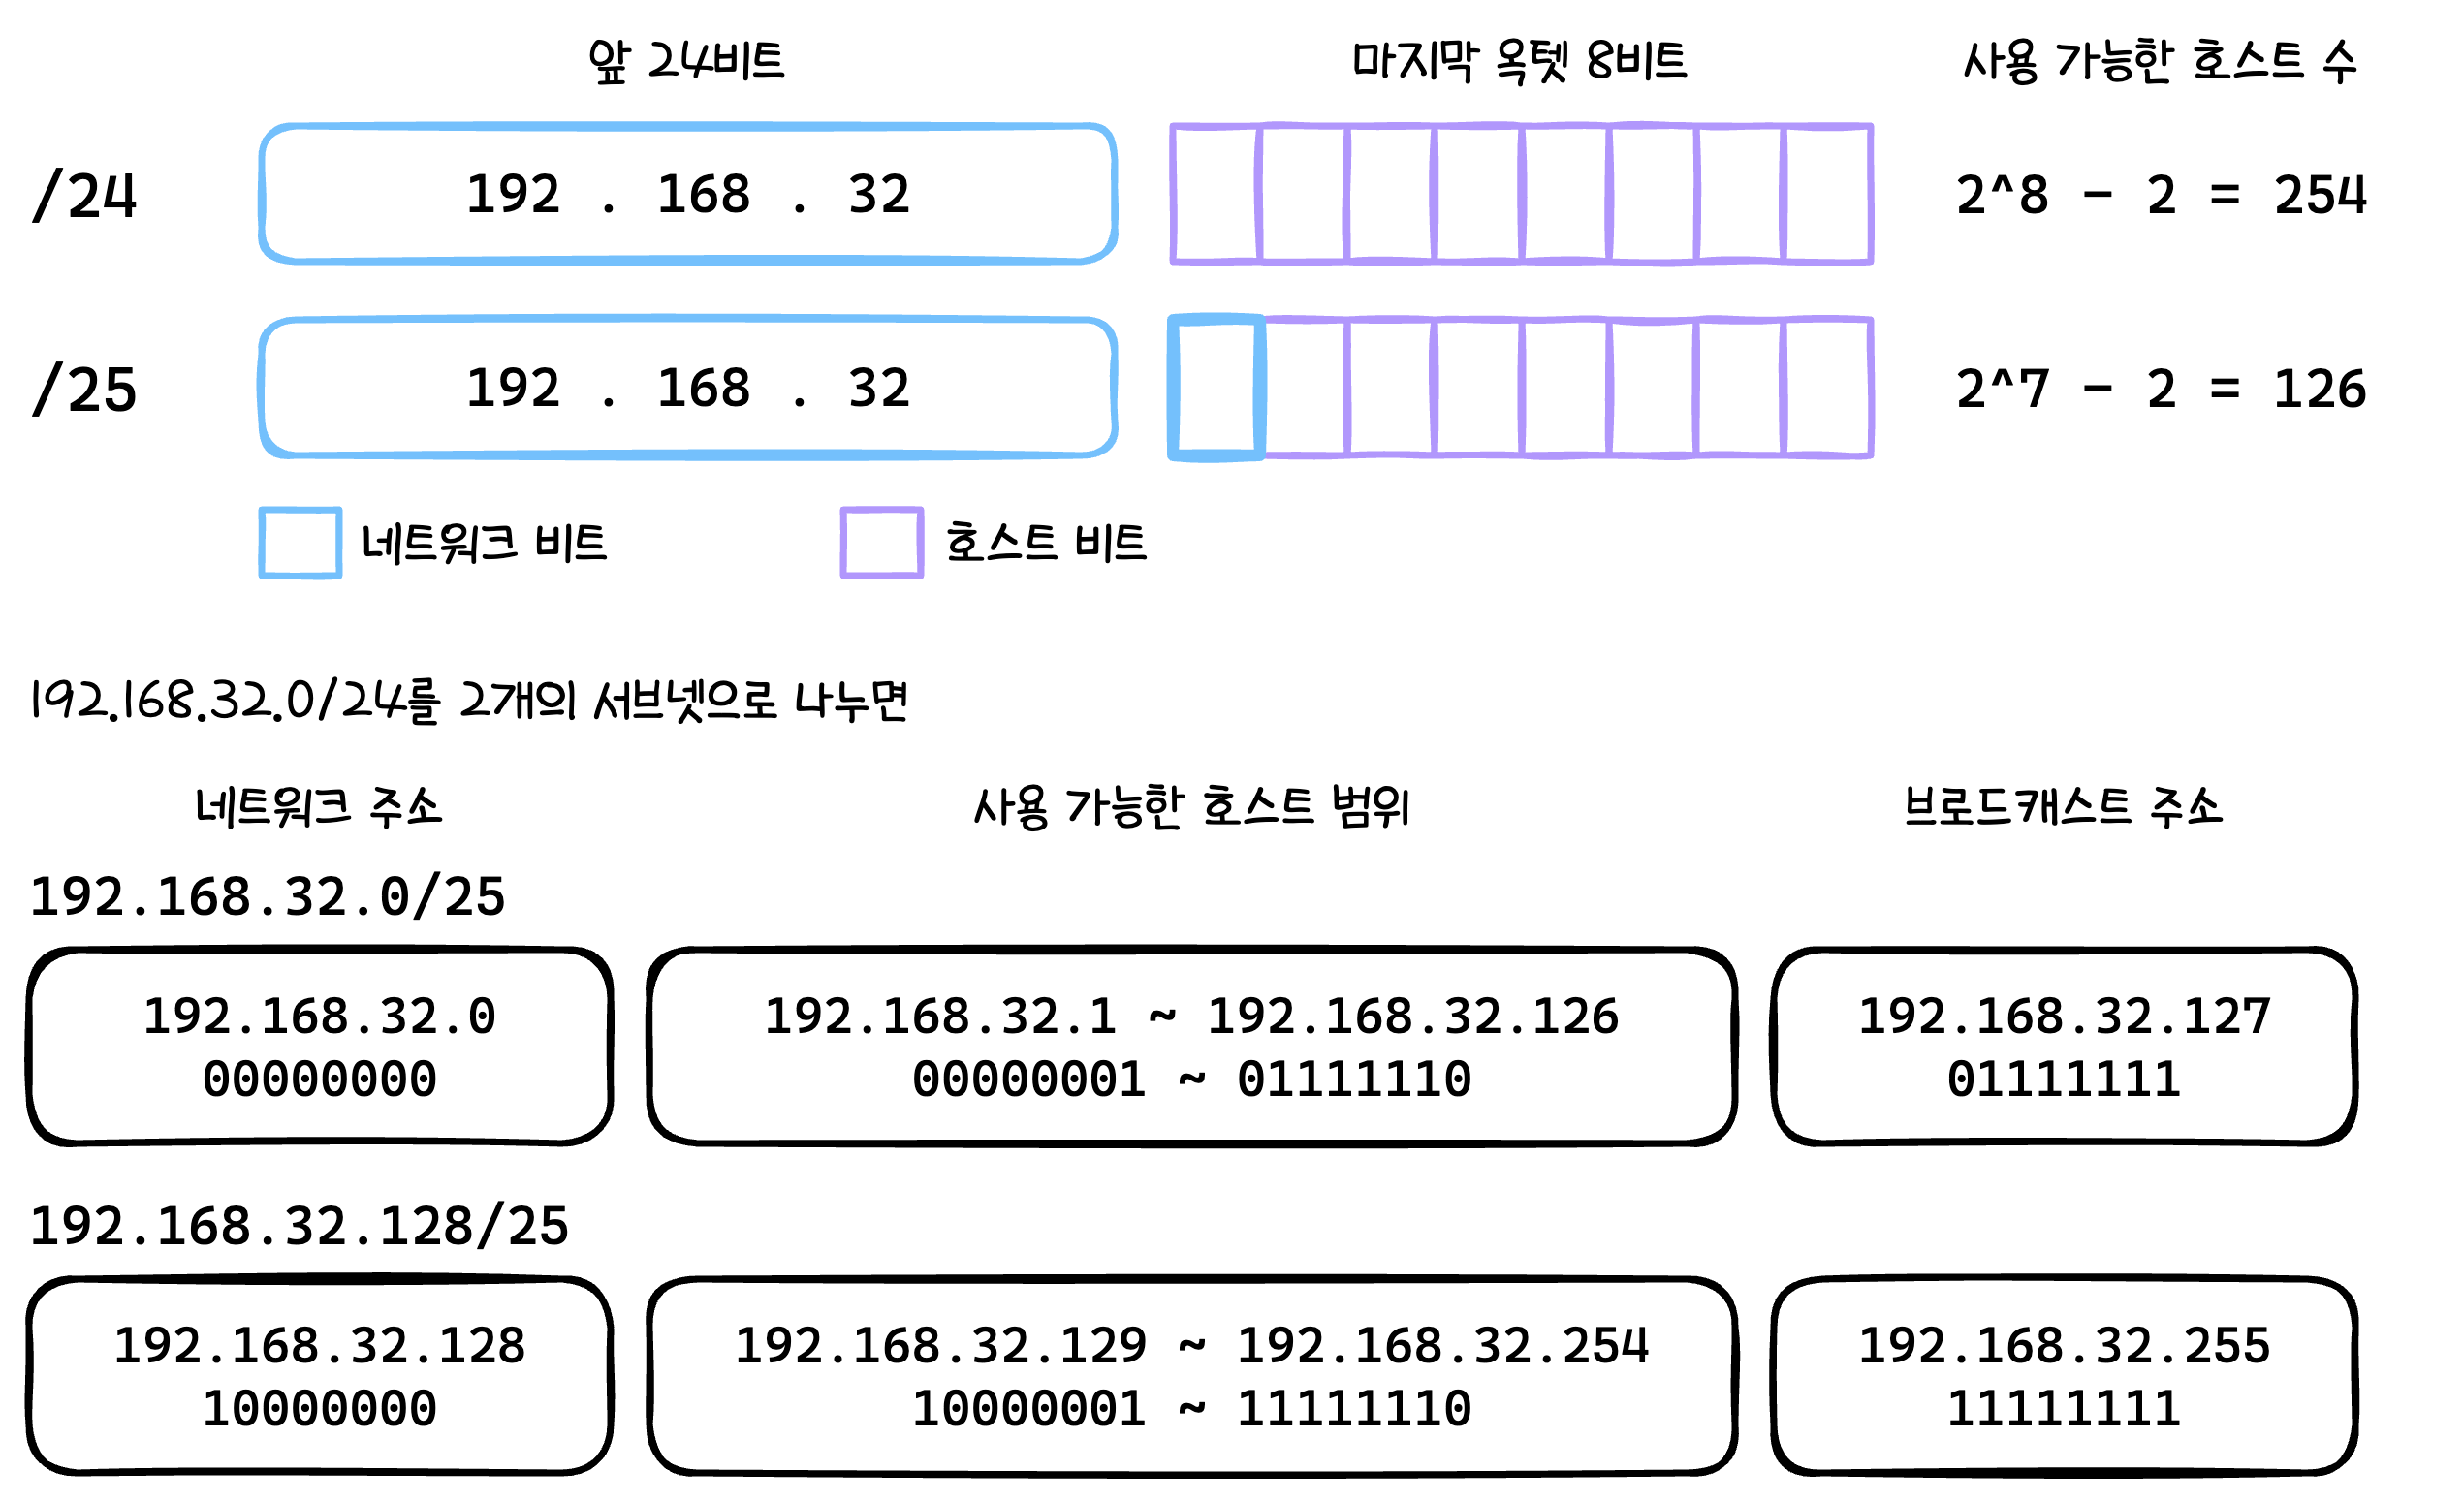 앞 24비트
마지막 옥텟 8비트
사용 가능한 호스트 수
/24
192 . 168 . 32
2^8 - 2 = 254
/25
192 . 168 . 32
2^7 - 2 = 126
네트워크 비트
호스트 비트
192.168.32.0/24를 2개의 서브넷으로 나누면
네트워크 주소
사용 가능한 호스트 범위
브로드캐스트 주소
192.168.32.0/25
192.168.32.0
00000000
192.168.32.1 ~ 192.168.32.126
00000001 ~ 01111110
192.168.32.127
01111111
192.168.32.128/25
192.168.32.128
10000000
192.168.32.129 ~ 192.168.32.254
10000001 ~ 11111110
192.168.32.255
11111111